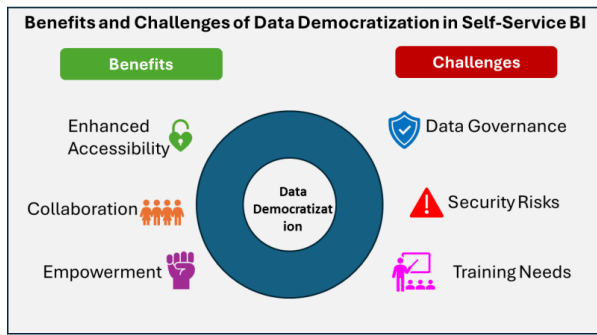 Benefits and Challenges of Data Democratization in Self-Service BI
Benefits
Challenges
Enhanced
Accessibility
Collaboration
Empowerment
Data
Democratizat
ion
Data Governance
Security Risks
Training Needs